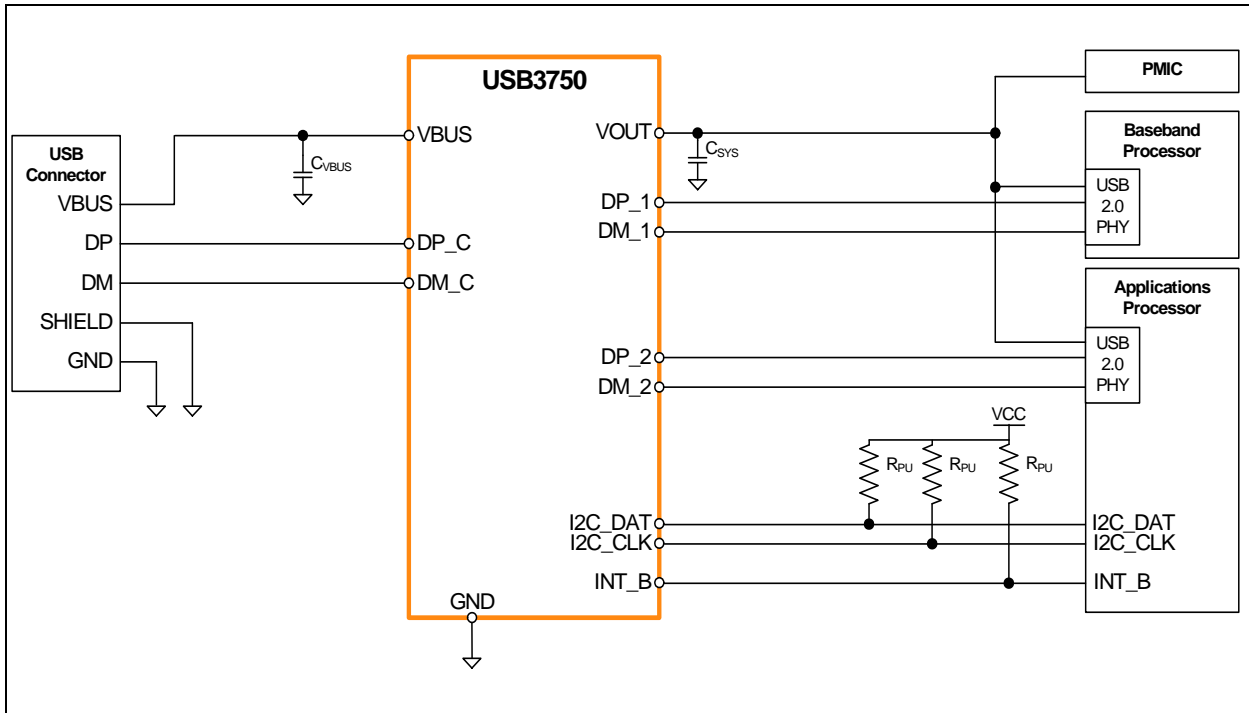 USB3750
PMIC
Baseband
Processor
USB
2.0
PHY
Applications
Processor
USB
2.0
PHY
USB
Connector
VBUS
DP
DM
SHIELD
GND
CVBUS
VBUS
DP_C
DM_C
GND
VOUT
DP_1
DM_1
DP_2
DM_2
I2C_DAT
I2C_CLK
INT_B
CSYS
VCC
RPU
RPU
RPU
I2C_DAT
I2C_CLK
INT_B